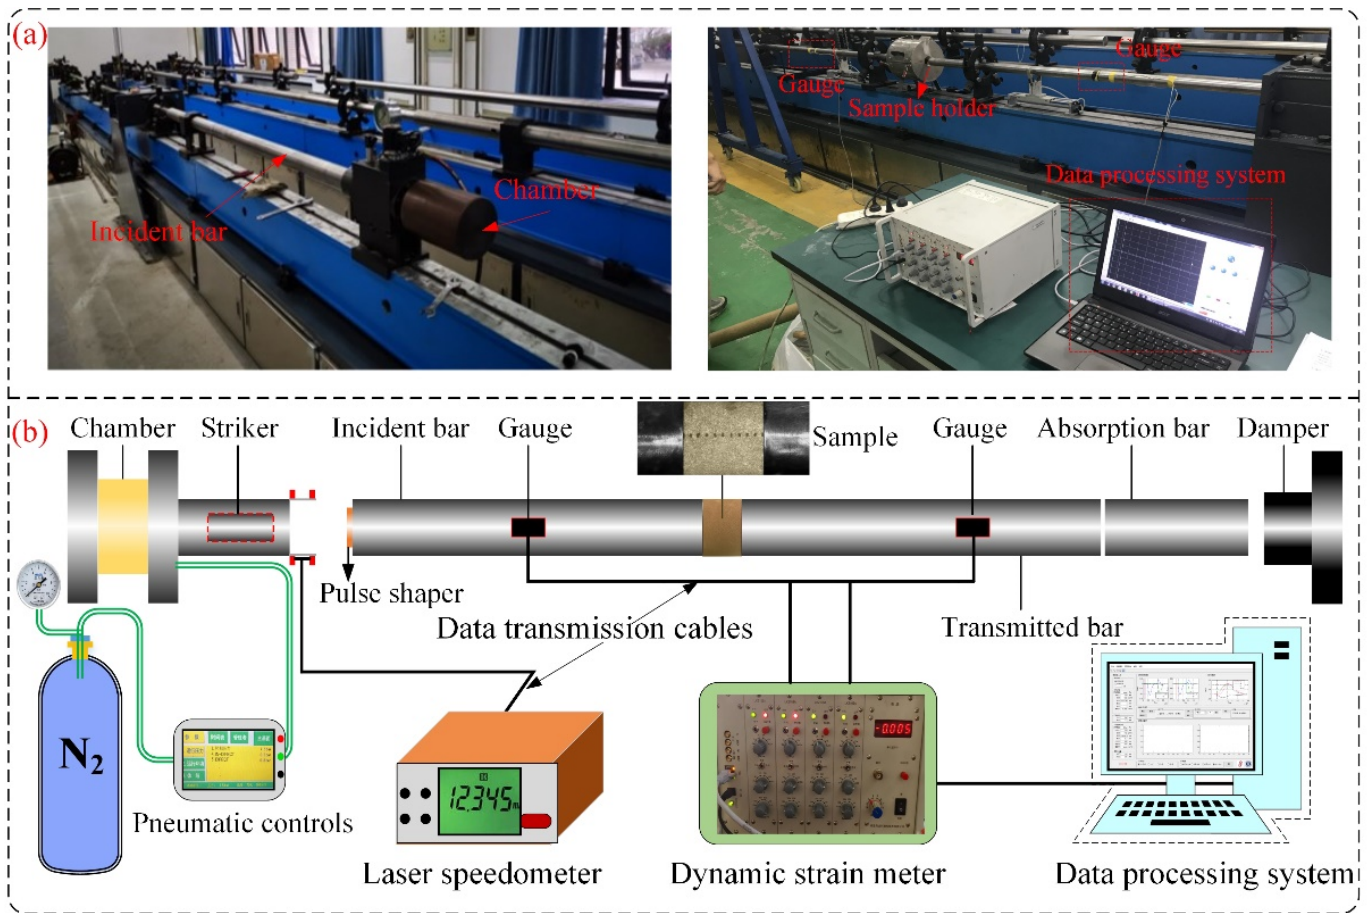 (a)
Gauge
Gauge
Sample holder
Chamber
Incident bar
Data processing system
(b)
Chamber
Striker
Incident bar
Gauge
Sample
Gauge
Absorption bar
Damper
Pulse shaper
Data transmission cables
Transmitted bar
N2
-0.005
12.345
Pneumatic controls
Laser speedometer
Dynamic strain meter
Data processing system